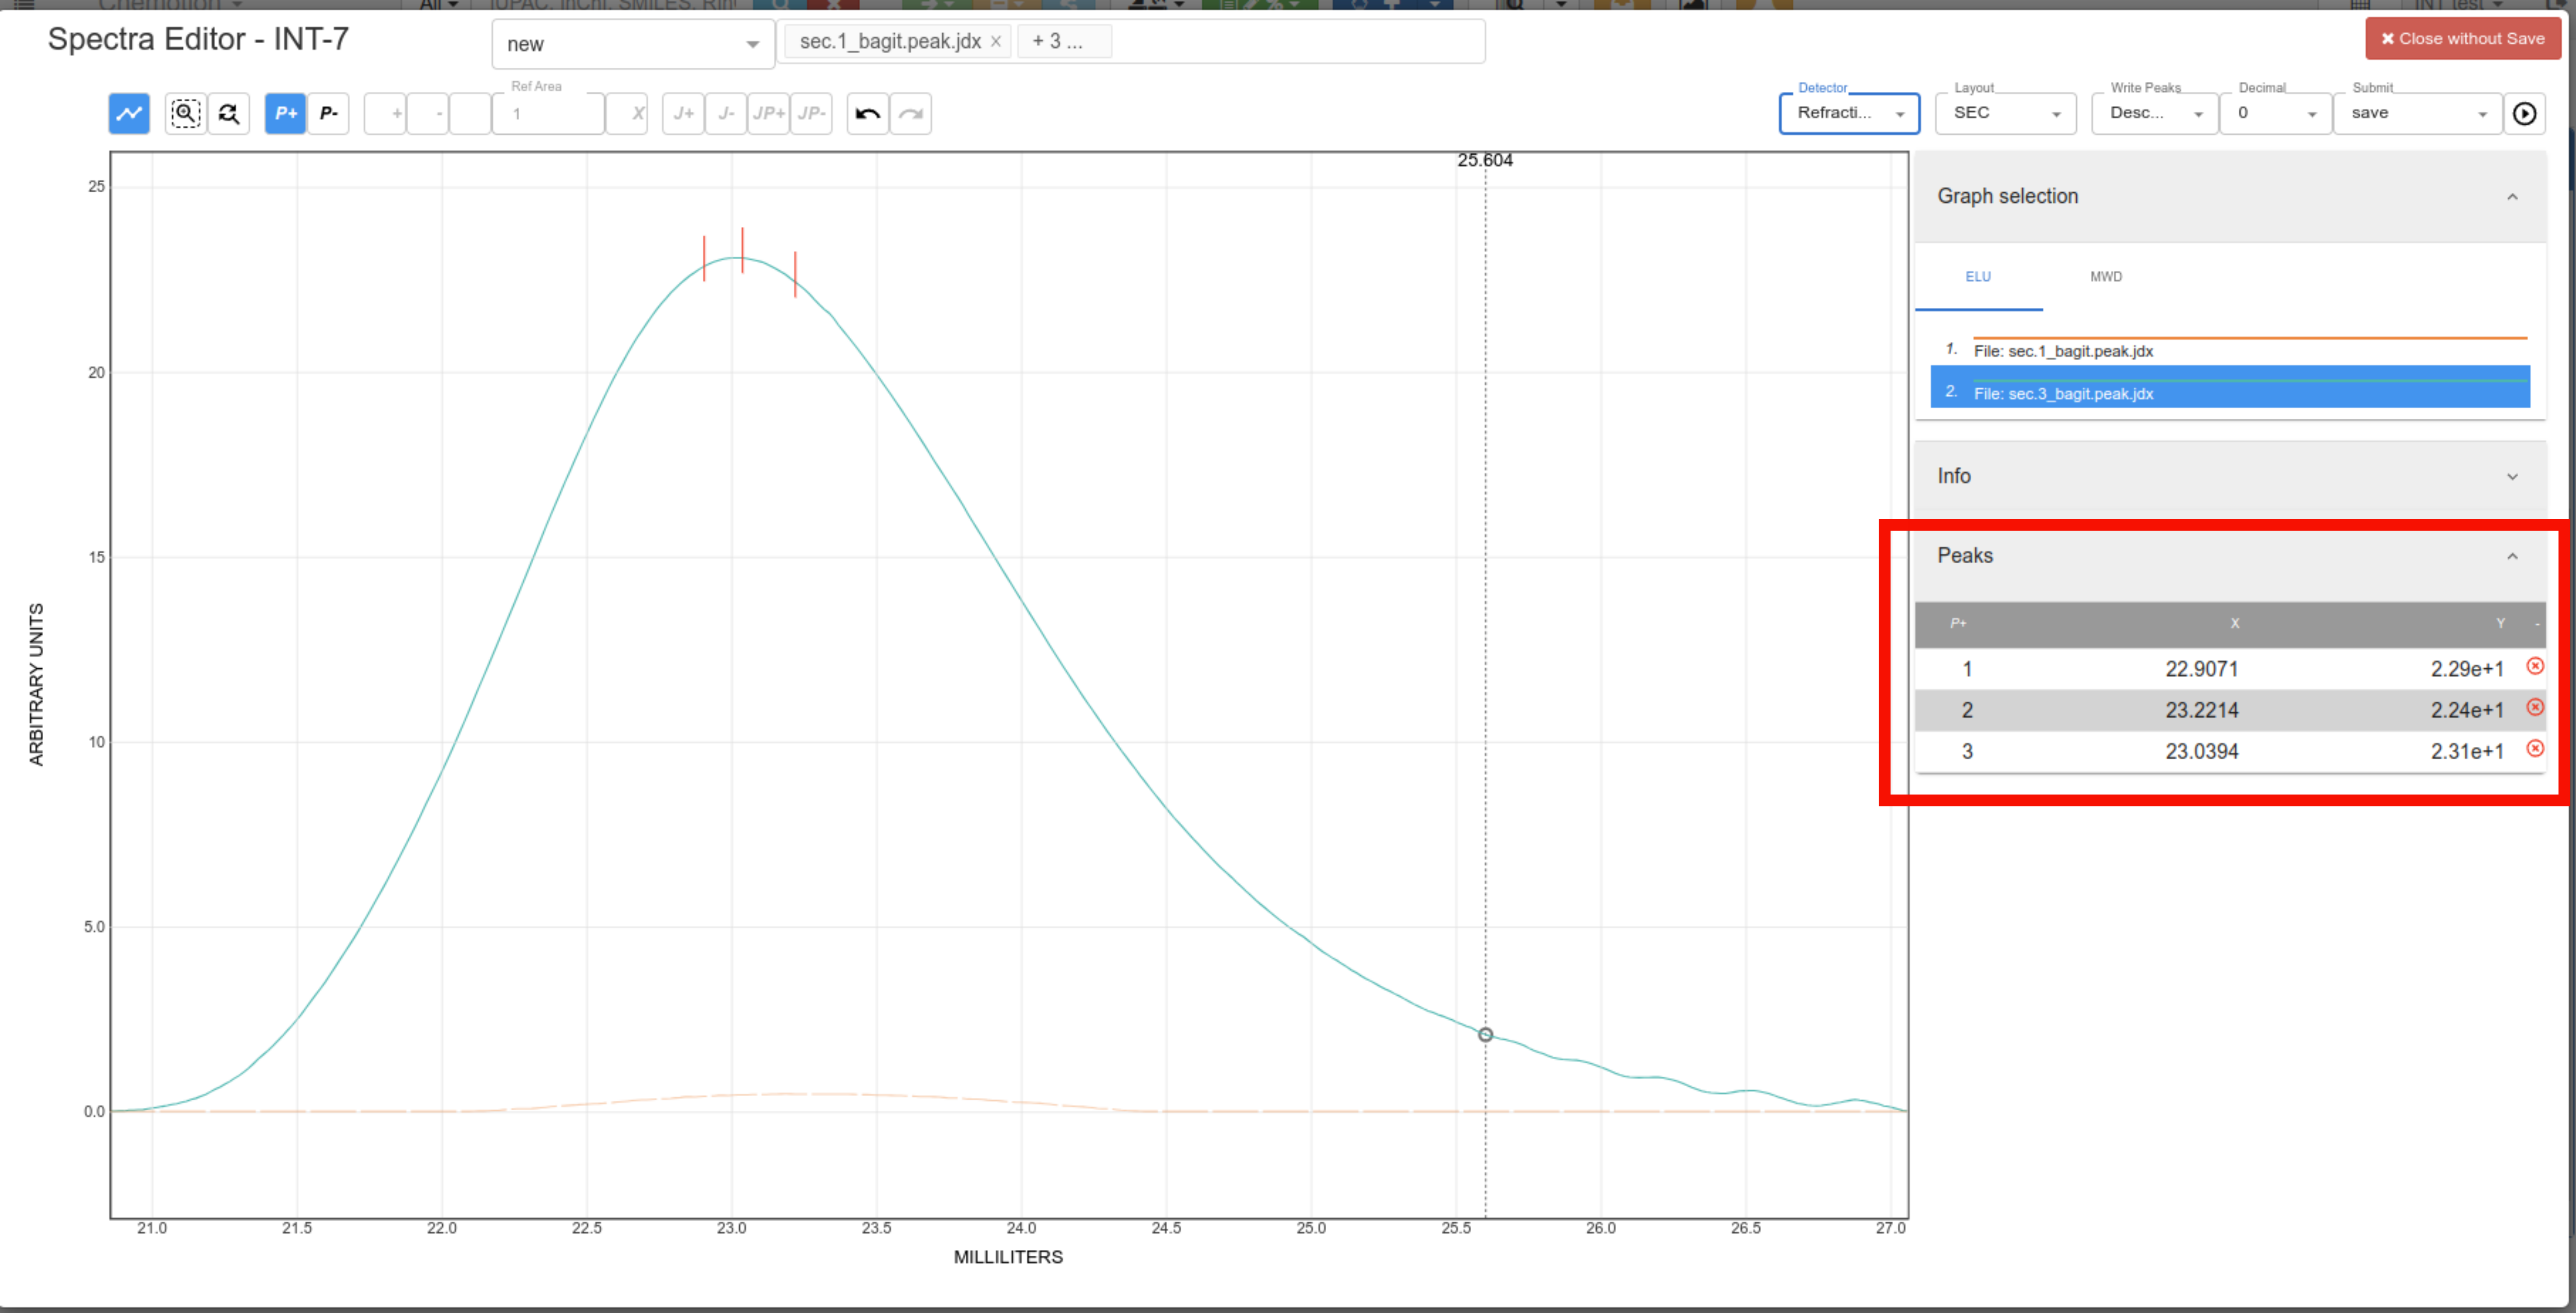 Spectra Editor - INT-7
new
sec.1_bagit.peak.jdx ×
+ 3 ...
Close without Save
P+ P- + - Ref Area 1 X J+ J- JP+ JP-
Detector Refracti...
Layout SEC
Write Peaks Desc...
Decimal 0
Submit save
25.604
25
20
15
10
5.0
0.0
ARBITRARY UNITS
21.0 21.5 22.0 22.5 23.0 23.5 24.0 24.5 25.0 25.5 26.0 26.5 27.0
MILLILITERS
Graph selection
ELU MWD
1. File: sec.1_bagit.peak.jdx
2. File: sec.3_bagit.peak.jdx
Info
Peaks
P+ X Y -
1 22.9071 2.29e+1
2 23.2214 2.24e+1
3 23.0394 2.31e+1